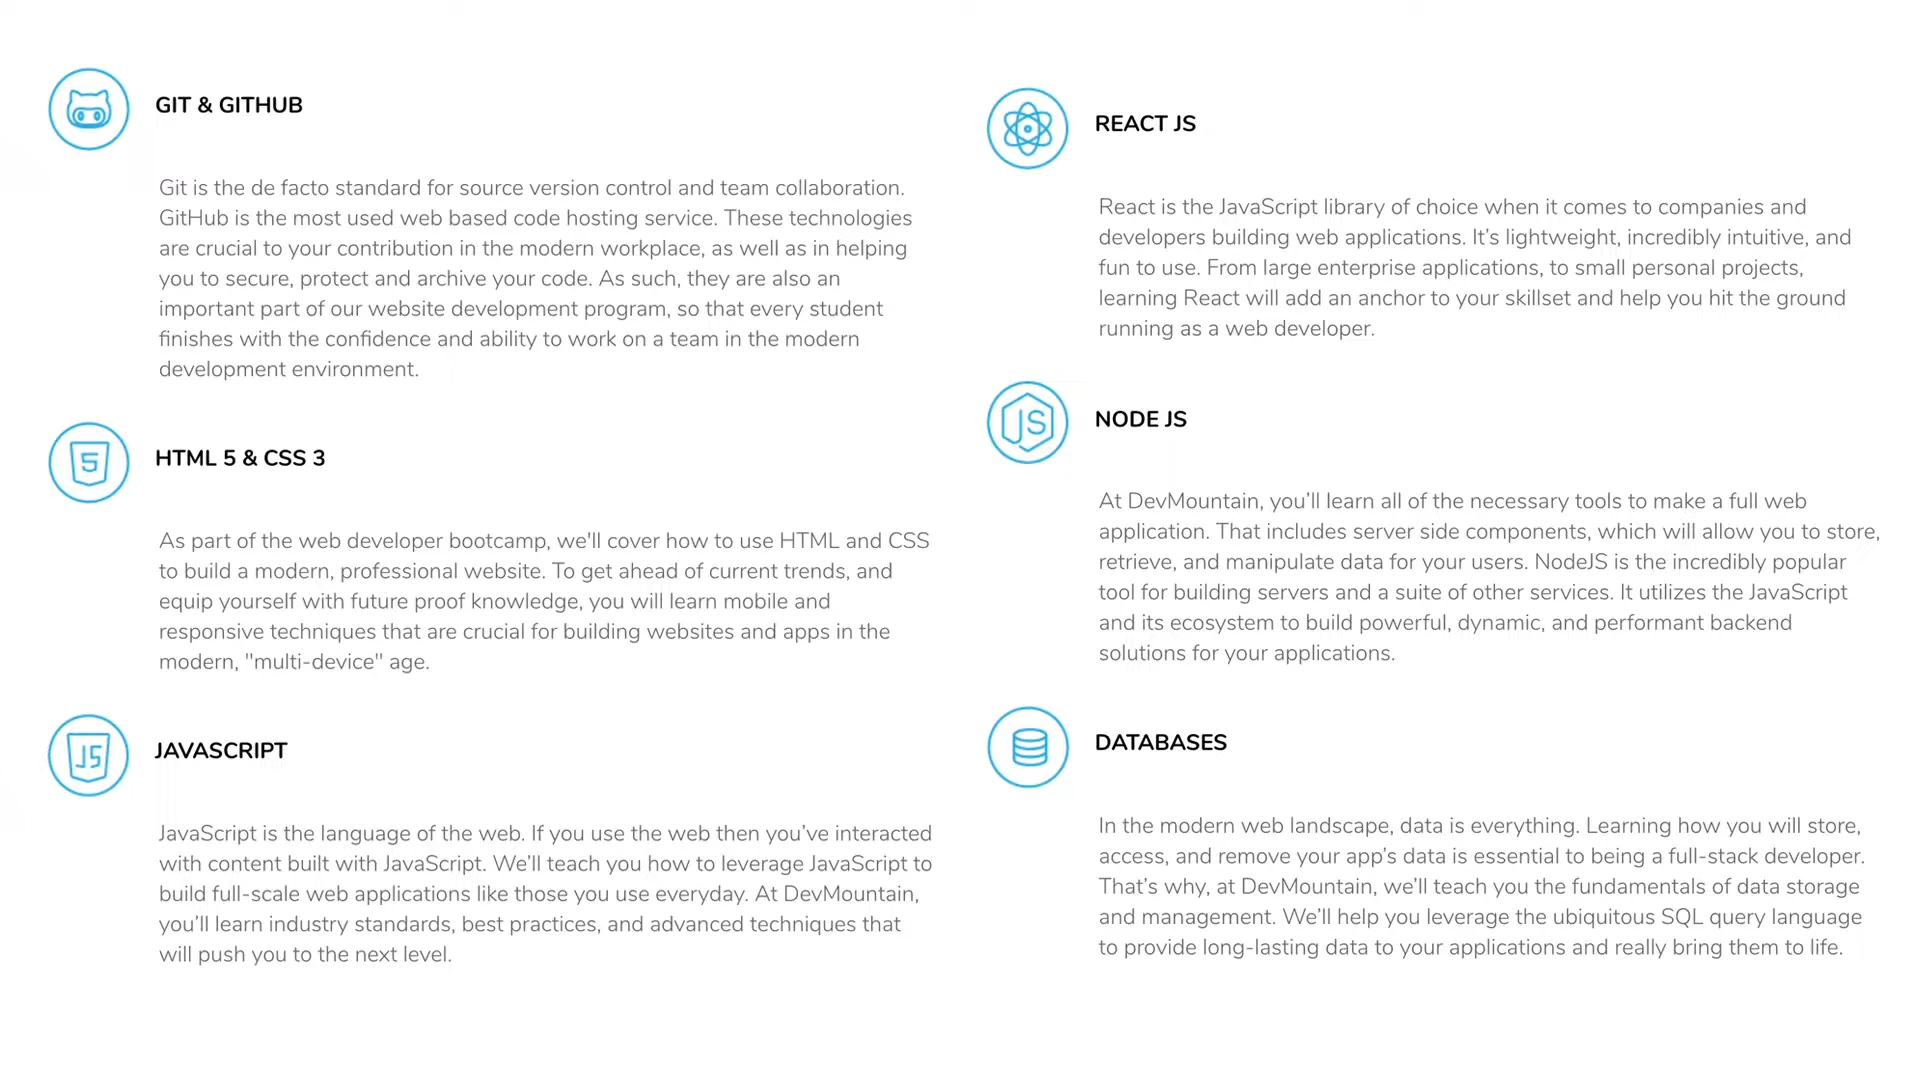 GIT & GITHUB
Git is the de facto standard for source version control and team collaboration.
GitHub is the most used web based code hosting service. These technologies
are crucial to your contribution in the modern workplace, as well as in helping
you to secure, protect and archive your code. As such, they are also an
important part of our website development program, so that every student
finishes with the confidence and ability to work on a team in the modern
development environment.
5
HTML 5 & CSS 3
As part of the web developer bootcamp, we'll cover how to use HTML and CSS
to build a modern, professional website. To get ahead of current trends, and
equip yourself with future proof knowledge, you will learn mobile and
responsive techniques that are crucial for building websites and apps in the
modern, "multi-device" age.
JS
JAVASCRIPT
JavaScript is the language of the web. If you use the web then you’ve interacted
with content built with JavaScript. We’ll teach you how to leverage JavaScript to
build full-scale web applications like those you use everyday. At DevMountain,
you’ll learn industry standards, best practices, and advanced techniques that
will push you to the next level.
REACT JS
React is the JavaScript library of choice when it comes to companies and
developers building web applications. It’s lightweight, incredibly intuitive, and
fun to use. From large enterprise applications, to small personal projects,
learning React will add an anchor to your skillset and help you hit the ground
running as a web developer.
JS
NODE JS
At DevMountain, you’ll learn all of the necessary tools to make a full web
application. That includes server side components, which will allow you to store,
retrieve, and manipulate data for your users. NodeJS is the incredibly popular
tool for building servers and a suite of other services. It utilizes the JavaScript
and its ecosystem to build powerful, dynamic, and performant backend
solutions for your applications.
DATABASES
In the modern web landscape, data is everything. Learning how you will store,
access, and remove your app’s data is essential to being a full-stack developer.
That’s why, at DevMountain, we’ll teach you the fundamentals of data storage
and management. We’ll help you leverage the ubiquitous SQL query language
to provide long-lasting data to your applications and really bring them to life.